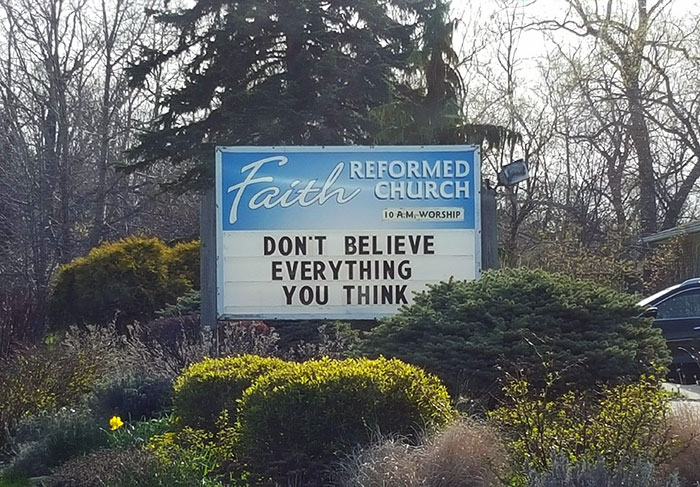 Faith REFORMED
CHURCH
10 A.M. WORSHIP
DON'T BELIEVE
EVERYTHING
YOU THINK